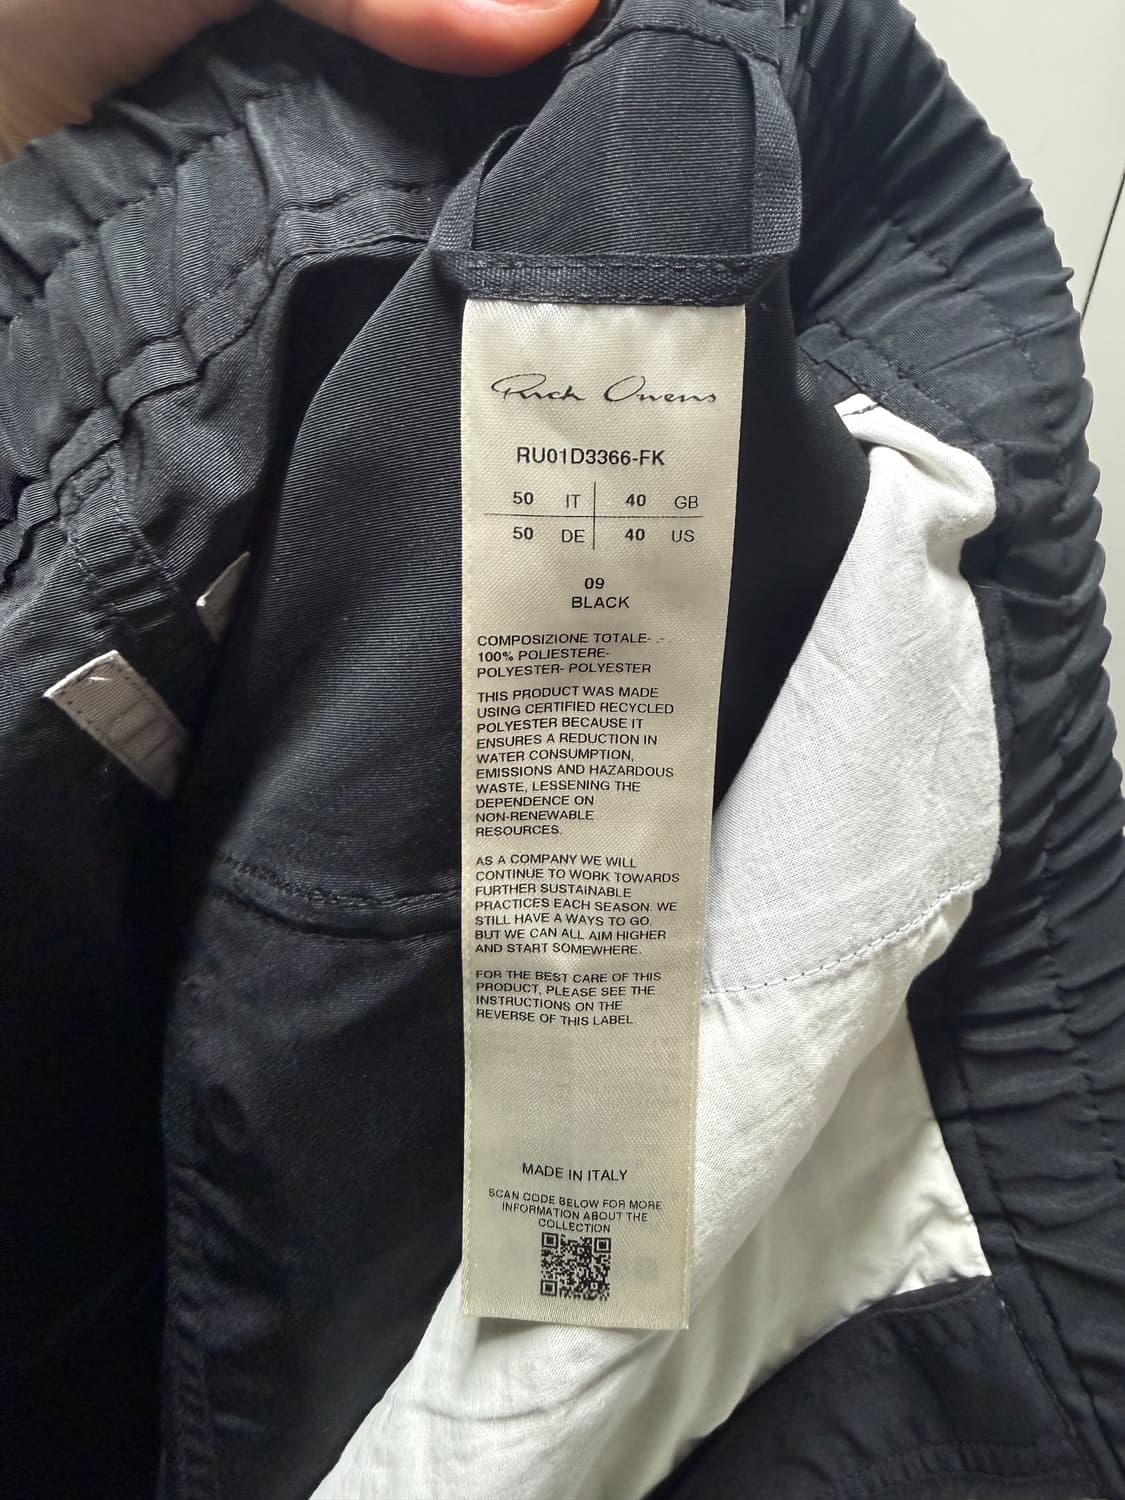 Rick Owens
RU01D3366-FK
50 IT 40 GB
50 DE 40 US
09
BLACK
COMPOSIZIONE TOTALE- .-
100% POLIESTERE-
POLYESTER- POLYESTER
THIS PRODUCT WAS MADE
USING CERTIFIED RECYCLED
POLYESTER BECAUSE IT
ENSURES A REDUCTION IN
WATER CONSUMPTION,
EMISSIONS AND HAZARDOUS
WASTE, LESSENING THE
DEPENDENCE ON
NON-RENEWABLE
RESOURCES.
AS A COMPANY WE WILL
CONTINUE TO WORK TOWARDS
FURTHER SUSTAINABLE
PRACTICES EACH SEASON. WE
STILL HAVE A WAYS TO GO.
BUT WE CAN ALL AIM HIGHER
AND START SOMEWHERE.
FOR THE BEST CARE OF THIS
PRODUCT, PLEASE SEE THE
INSTRUCTIONS ON THE
REVERSE OF THIS LABEL
MADE IN ITALY
SCAN CODE BELOW FOR MORE
INFORMATION ABOUT THE
COLLECTION